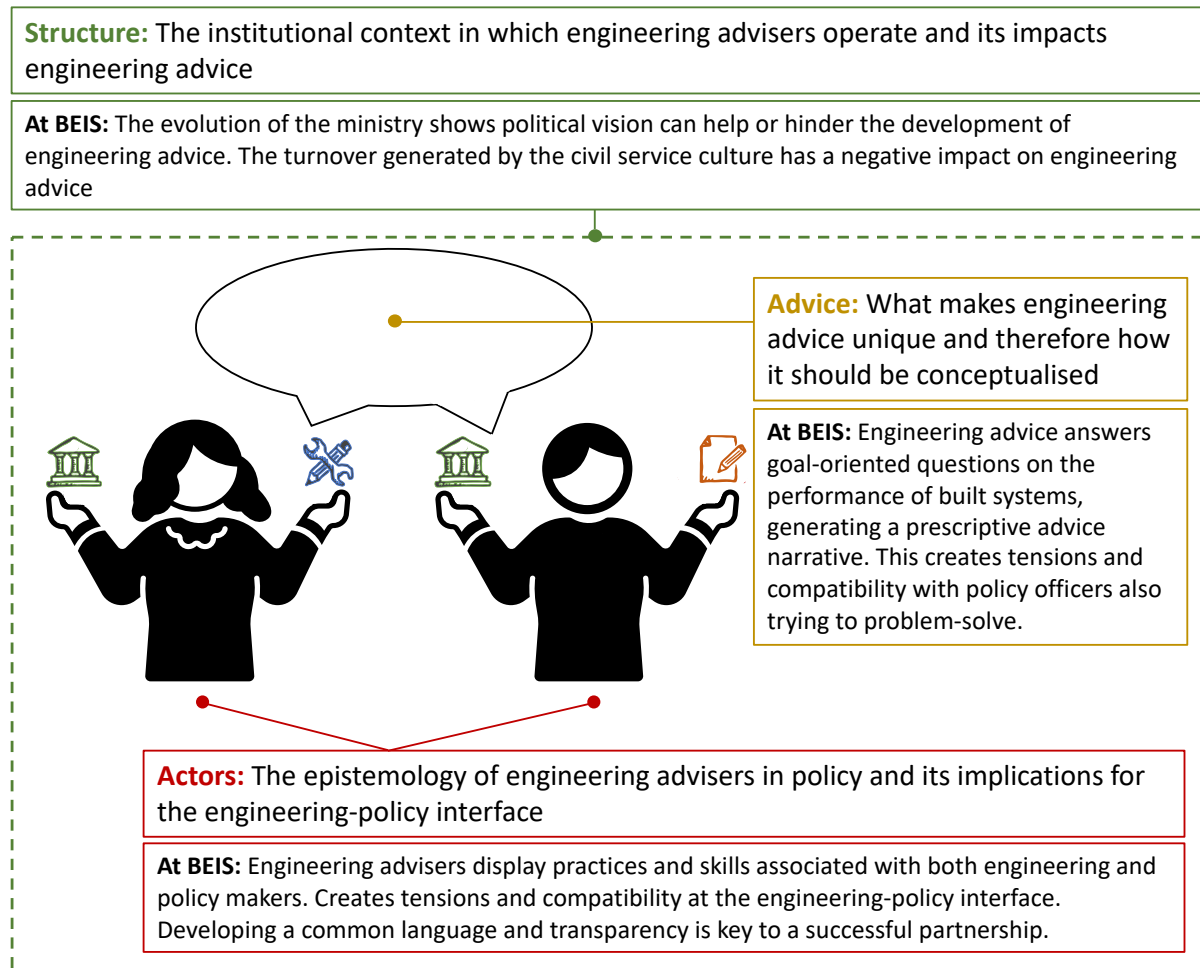 Structure: The institutional context in which engineering advisers operate and its impacts
engineering advice
At BEIS: The evolution of the ministry shows political vision can help or hinder the development of
engineering advice. The turnover generated by the civil service culture has a negative impact on engineering
advice
Advice: What makes engineering
advice unique and therefore how
it should be conceptualised
At BEIS: Engineering advice answers
goal-oriented questions on the
performance of built systems,
generating a prescriptive advice
narrative. This creates tensions and
compatibility with policy officers also
trying to problem-solve.
Actors: The epistemology of engineering advisers in policy and its implications for
the engineering-policy interface
At BEIS: Engineering advisers display practices and skills associated with both engineering and
policy makers. Creates tensions and compatibility at the engineering-policy interface.
Developing a common language and transparency is key to a successful partnership.